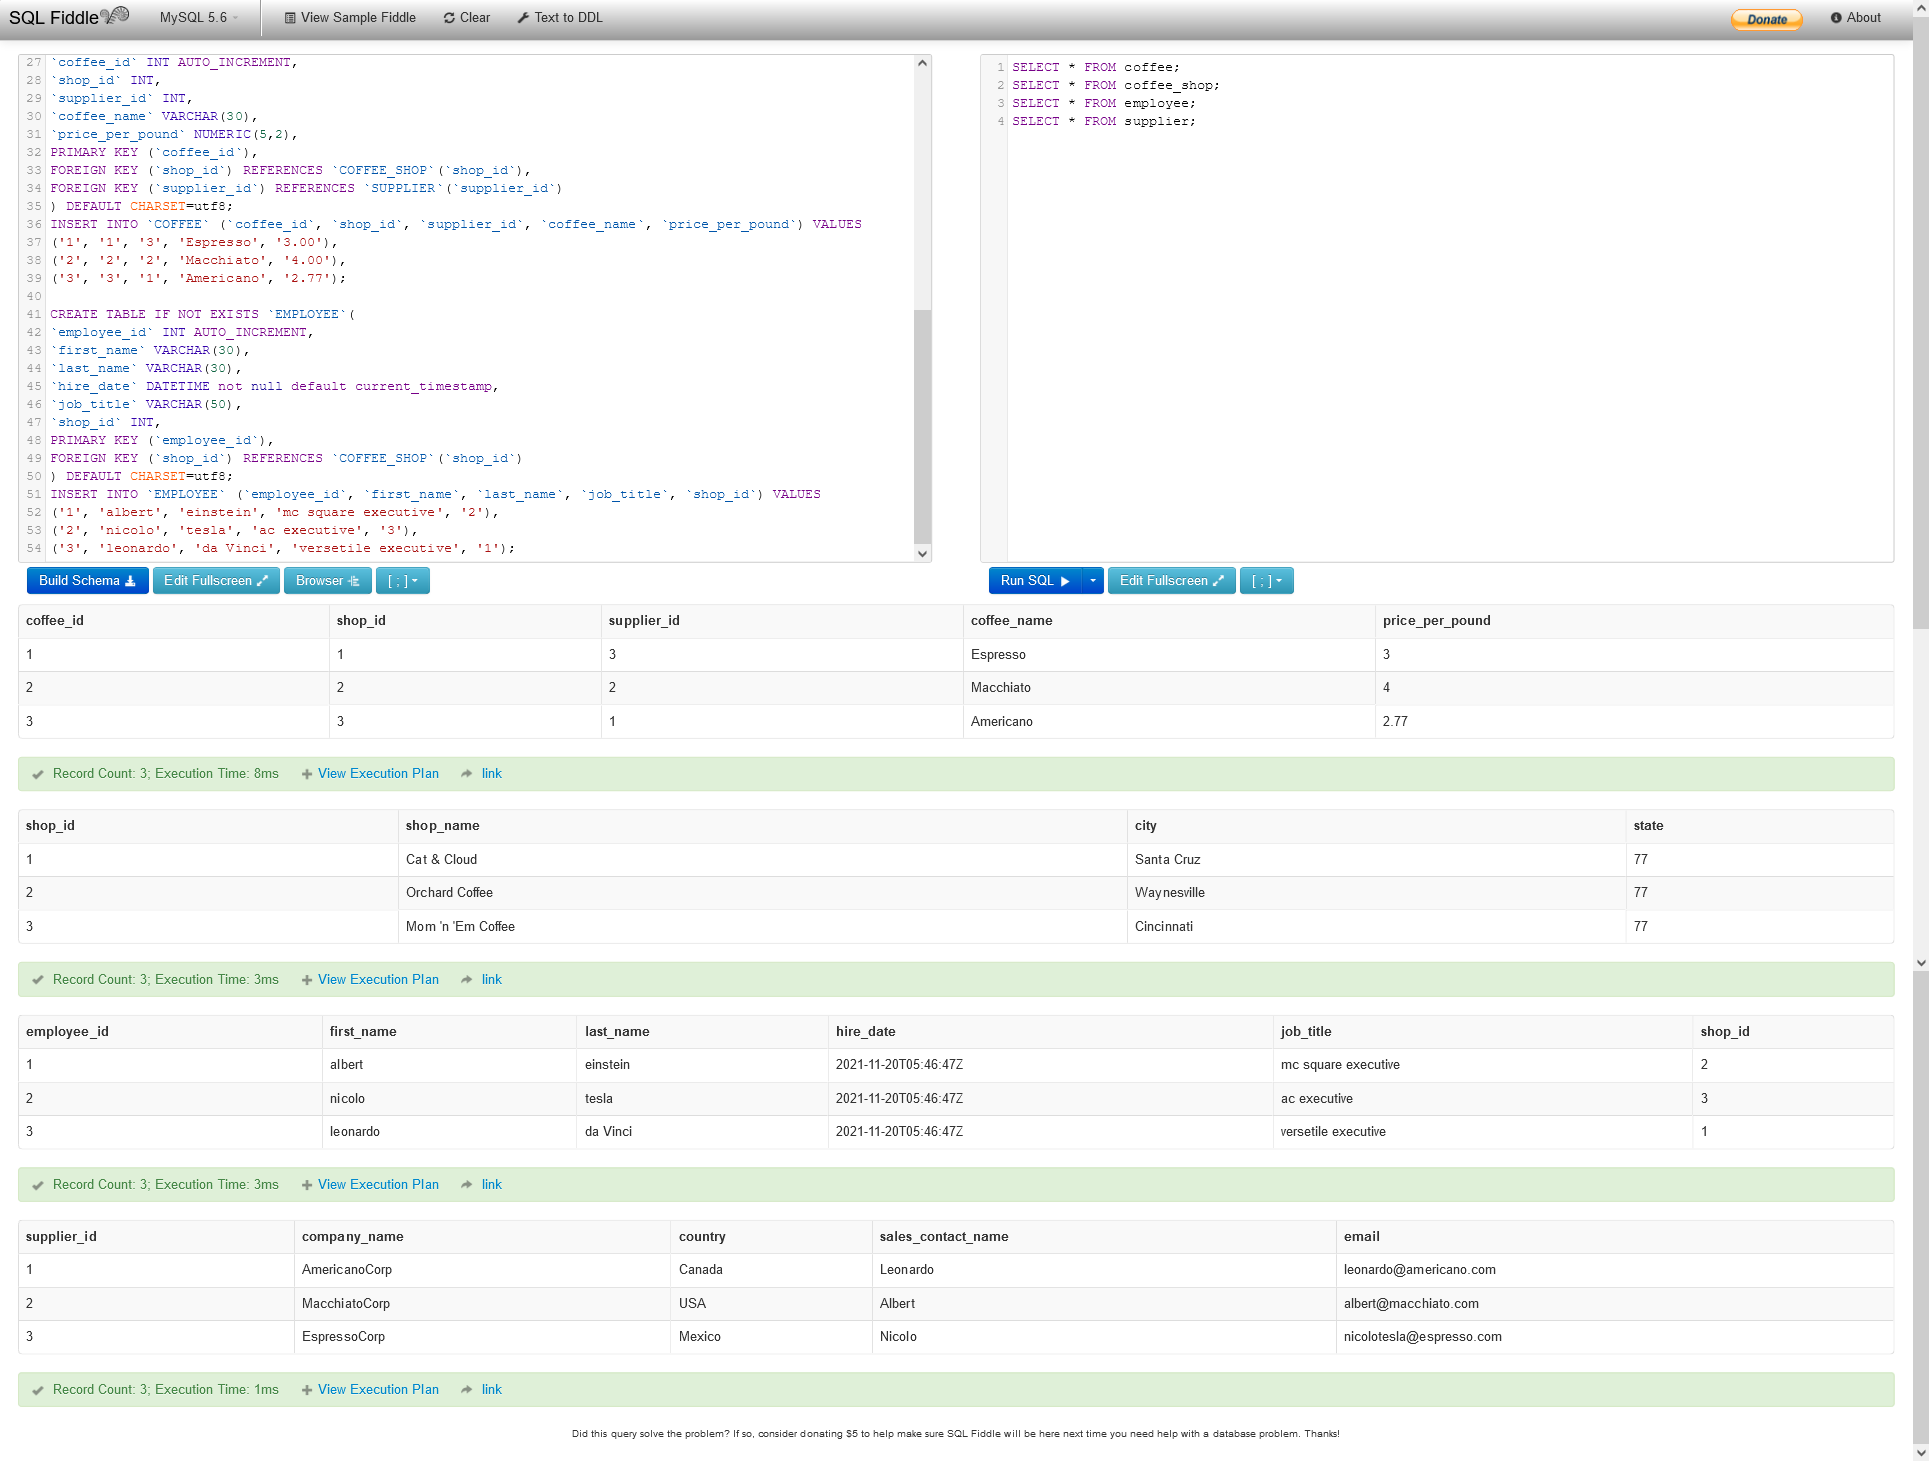 SQL Fiddle MySQL 5.6 View Sample Fiddle Clear Text to DDL Donate About
27 `coffee_id` INT AUTO_INCREMENT,
28 `shop_id` INT,
29 `supplier_id` INT,
30 `coffee_name` VARCHAR(30),
31 `price_per_pound` NUMERIC(5,2),
32 PRIMARY KEY (`coffee_id`),
33 FOREIGN KEY (`shop_id`) REFERENCES `COFFEE_SHOP`(`shop_id`),
34 FOREIGN KEY (`supplier_id`) REFERENCES `SUPPLIER`(`supplier_id`)
35 ) DEFAULT CHARSET=utf8;
36 INSERT INTO `COFFEE` (`coffee_id`, `shop_id`, `supplier_id`, `coffee_name`, `price_per_pound`) VALUES
37 ('1', '1', '3', 'Espresso', '3.00'),
38 ('2', '2', '2', 'Macchiato', '4.00'),
39 ('3', '3', '1', 'Americano', '2.77');
40
41 CREATE TABLE IF NOT EXISTS `EMPLOYEE`(
42 `employee_id` INT AUTO_INCREMENT,
43 `first_name` VARCHAR(30),
44 `last_name` VARCHAR(30),
45 `hire_date` DATETIME not null default current_timestamp,
46 `job_title` VARCHAR(50),
47 `shop_id` INT,
48 PRIMARY KEY (`employee_id`),
49 FOREIGN KEY (`shop_id`) REFERENCES `COFFEE_SHOP`(`shop_id`)
50 ) DEFAULT CHARSET=utf8;
51 INSERT INTO `EMPLOYEE` (`employee_id`, `first_name`, `last_name`, `job_title`, `shop_id`) VALUES
52 ('1', 'albert', 'einstein', 'mc square executive', '2'),
53 ('2', 'nicolo', 'tesla', 'ac executive', '3'),
54 ('3', 'leonardo', 'da Vinci', 'versetile executive', '1');
Build Schema Edit Fullscreen Browser [ ; ]
1 SELECT * FROM coffee;
2 SELECT * FROM coffee_shop;
3 SELECT * FROM employee;
4 SELECT * FROM supplier;
Run SQL Edit Fullscreen [ ; ]
coffee_id shop_id supplier_id coffee_name price_per_pound
1 1 3 Espresso 3
2 2 2 Macchiato 4
3 3 1 Americano 2.77
Record Count: 3; Execution Time: 8ms View Execution Plan link
shop_id shop_name city state
1 Cat & Cloud Santa Cruz 77
2 Orchard Coffee Waynesville 77
3 Mom 'n 'Em Coffee Cincinnati 77
Record Count: 3; Execution Time: 3ms View Execution Plan link
employee_id first_name last_name hire_date job_title shop_id
1 albert einstein 2021-11-20T05:46:47Z mc square executive 2
2 nicolo tesla 2021-11-20T05:46:47Z ac executive 3
3 leonardo da Vinci 2021-11-20T05:46:47Z versetile executive 1
Record Count: 3; Execution Time: 3ms View Execution Plan link
supplier_id company_name country sales_contact_name email
1 AmericanoCorp Canada Leonardo leonardo@americano.com
2 MacchiatoCorp USA Albert albert@macchiato.com
3 EspressoCorp Mexico Nicolo nicolotesla@espresso.com
Record Count: 3; Execution Time: 1ms View Execution Plan link
Did this query solve the problem? If so, consider donating $5 to help make sure SQL Fiddle will be here next time you need help with a database problem. Thanks!